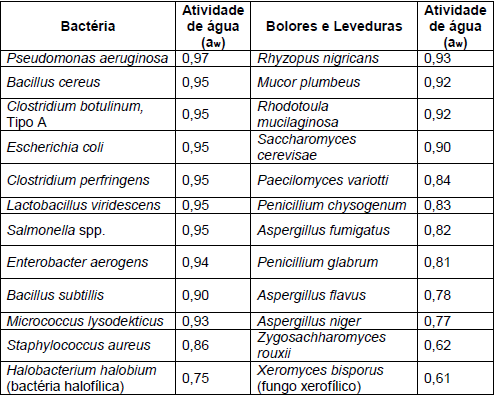 Bactéria Atividade de água (aw) Bolores e Leveduras Atividade de água (aw)
Pseudomonas aeruginosa 0,97 Rhyzopus nigricans 0,93
Bacillus cereus 0,95 Mucor plumbeus 0,92
Clostridium botulinum, Tipo A 0,95 Rhodotoula mucilaginosa 0,92
Escherichia coli 0,95 Saccharomyces cerevisae 0,90
Clostridium perfringens 0,95 Paecilomyces variotti 0,84
Lactobacillus viridescens 0,95 Penicillium chysogenum 0,83
Salmonella spp. 0,95 Aspergillus fumigatus 0,82
Enterobacter aerogens 0,94 Penicillium glabrum 0,81
Bacillus subtillis 0,90 Aspergillus flavus 0,78
Micrococcus lysodekticus 0,93 Aspergillus niger 0,77
Staphylococcus aureus 0,86 Zygosachharomyces rouxii 0,62
Halobacterium halobium (bactéria halofílica) 0,75 Xeromyces bisporus (fungo xerofílico) 0,61